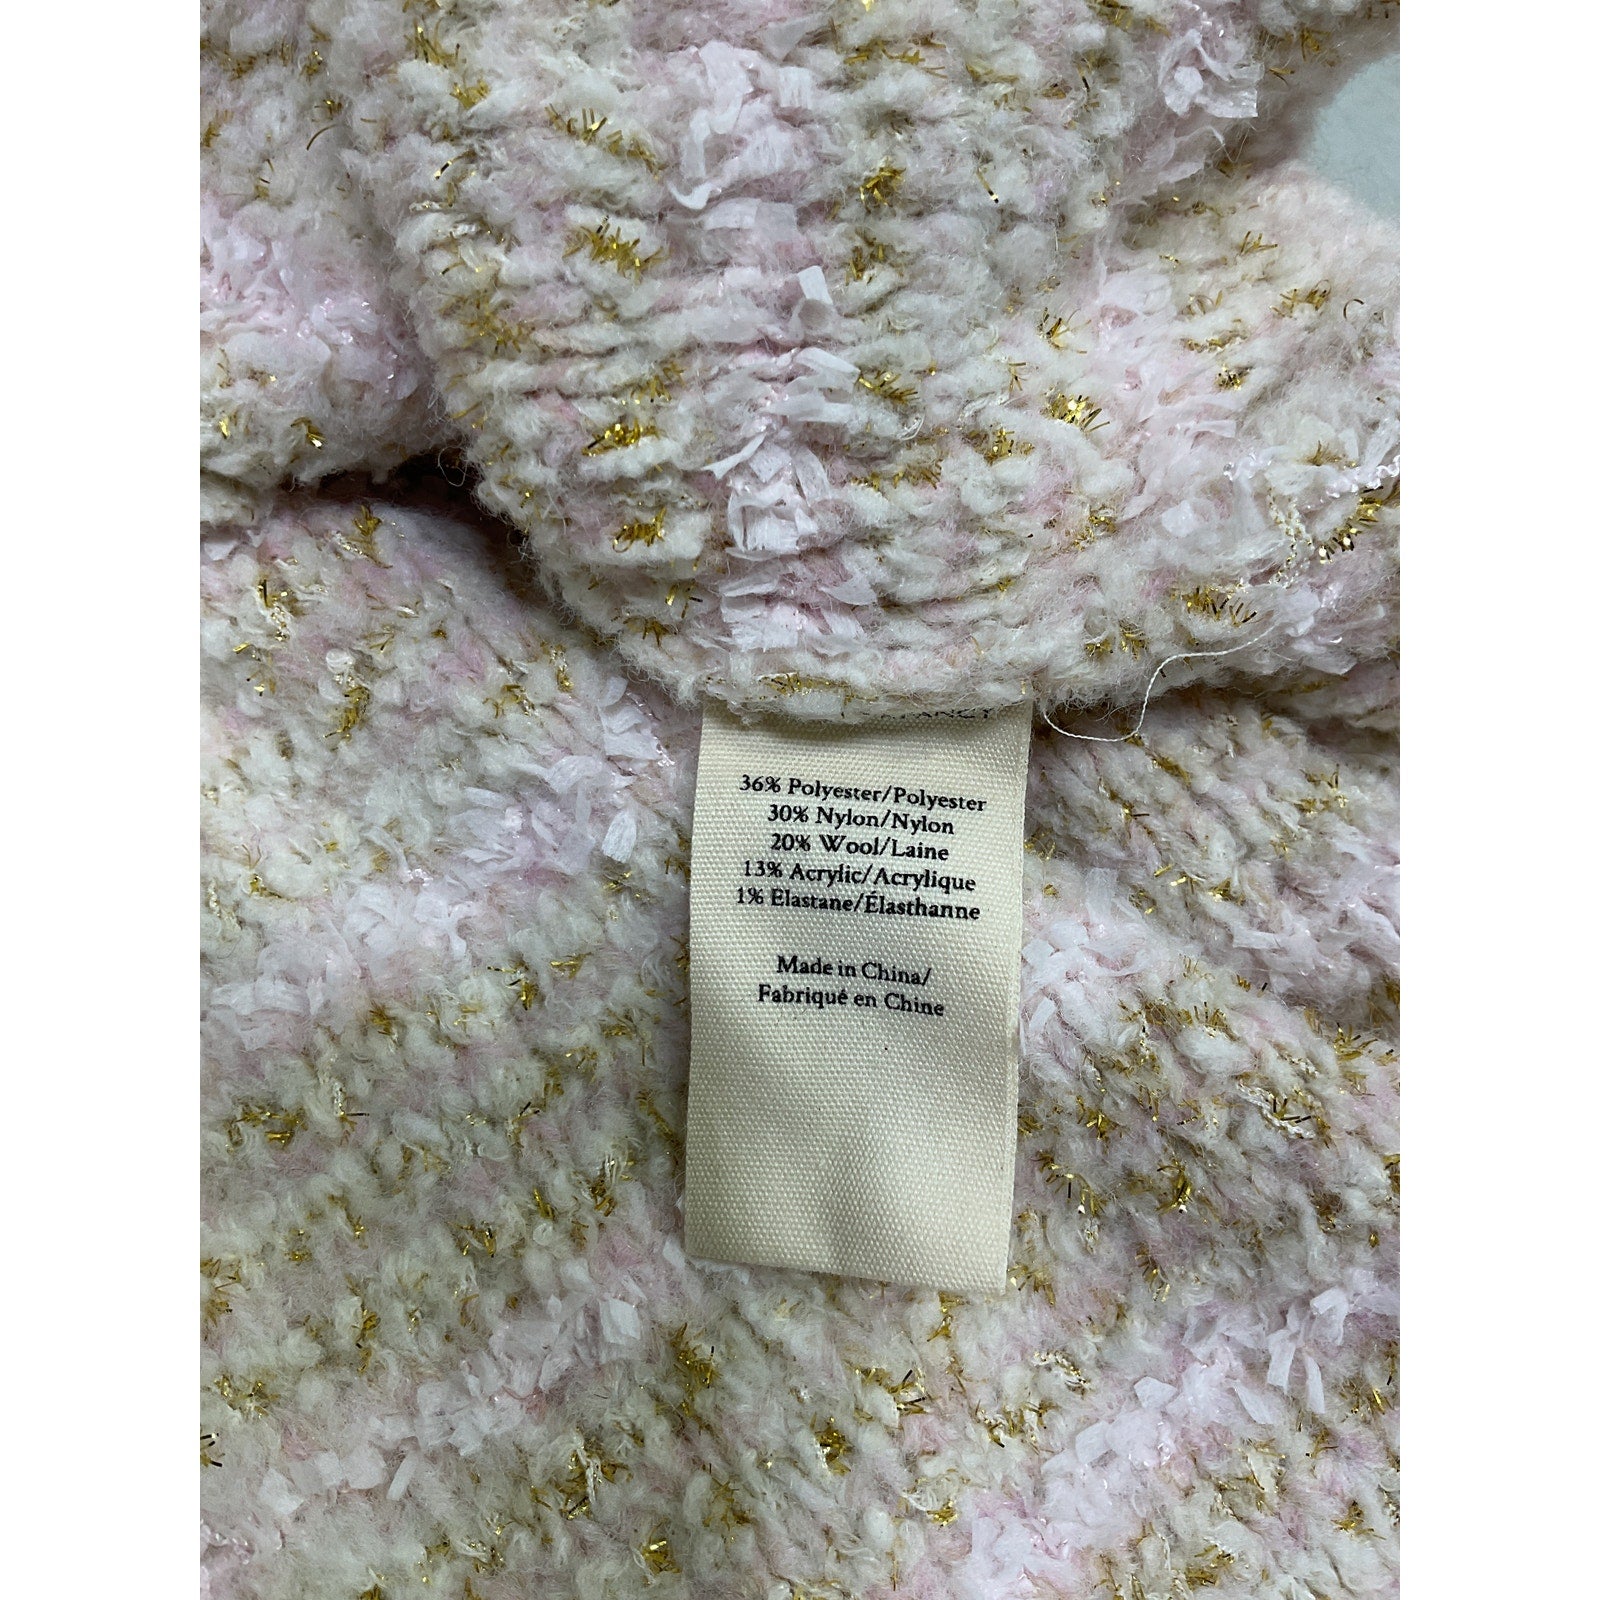 36% Polyester/Polyester
30% Nylon/Nylon
20% Wool/Laine
13% Acrylic/Acrylique
1% Elastane/Élasthanne
Made in China/
Fabriqué en Chine